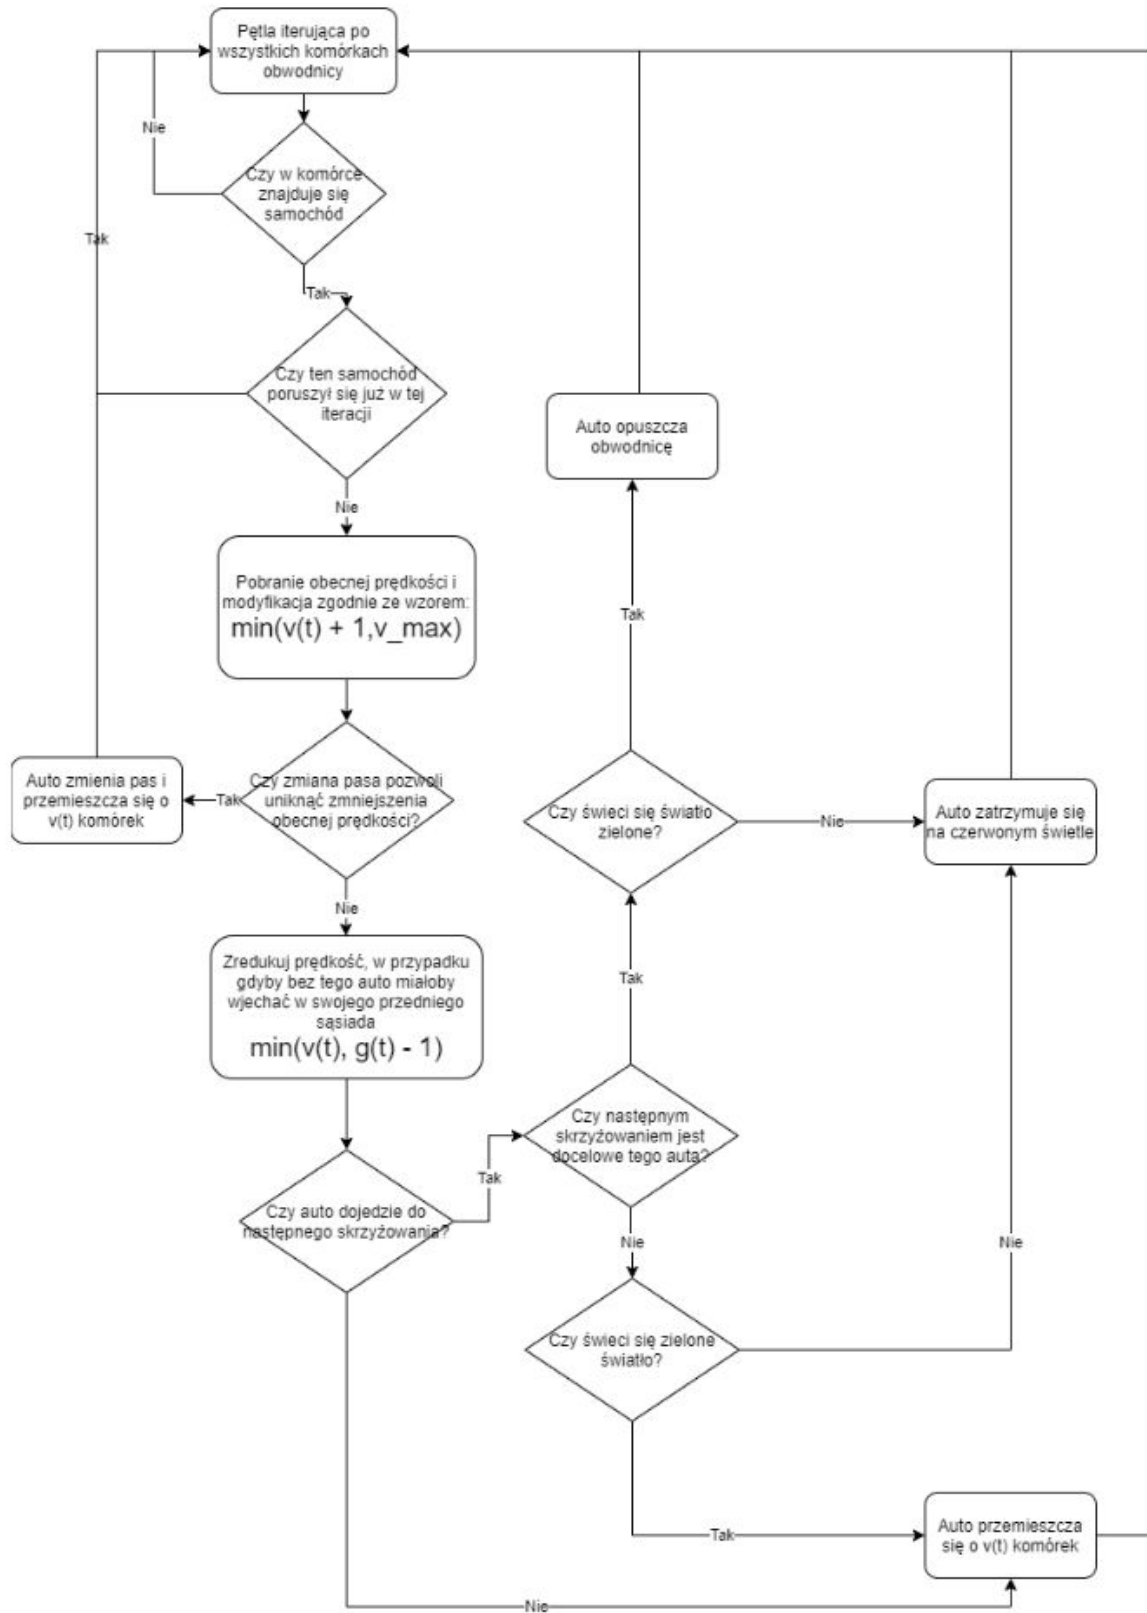 Pętla iterująca po
wszystkich komórkach
obwodnicy
Nie
Czy w komórce
znajduje się
samochód
Tak
Tak
Czy ten samochód
poruszył się już w tej
iteracji
Nie
Pobranie obecnej prędkości i
modyfikacja zgodnie ze wzorem:
min(v(t) + 1,v_max)
Czy zmiana pasa pozwoli
uniknąć zmniejszenia
obecnej prędkości?
Tak
Auto zmienia pas i
przemieszcza się o
v(t) komórek
Nie
Zredukuj prędkość, w przypadku
gdyby bez tego auto miałoby
wjechać w swojego przedniego
sąsiada
min(v(t), g(t) - 1)
Czy auto dojedzie do
następnego skrzyżowania?
Tak
Nie
Czy następnym
skrzyżowaniem jest
docelowe tego auta?
Tak
Czy świeci się światło
zielone?
Tak
Auto opuszcza
obwodnicę
Nie
Auto zatrzymuje się
na czerwonym świetle
Nie
Czy świeci się zielone
światło?
Nie
Tak
Auto przemieszcza
się o v(t) komórek